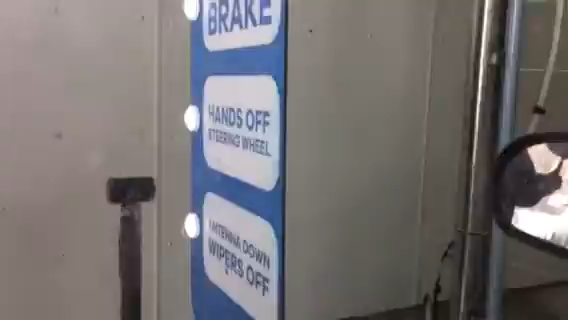 BRAKE
HANDS OFF
STEERING WHEEL
ANTENNA DOWN
WIPERS OFF